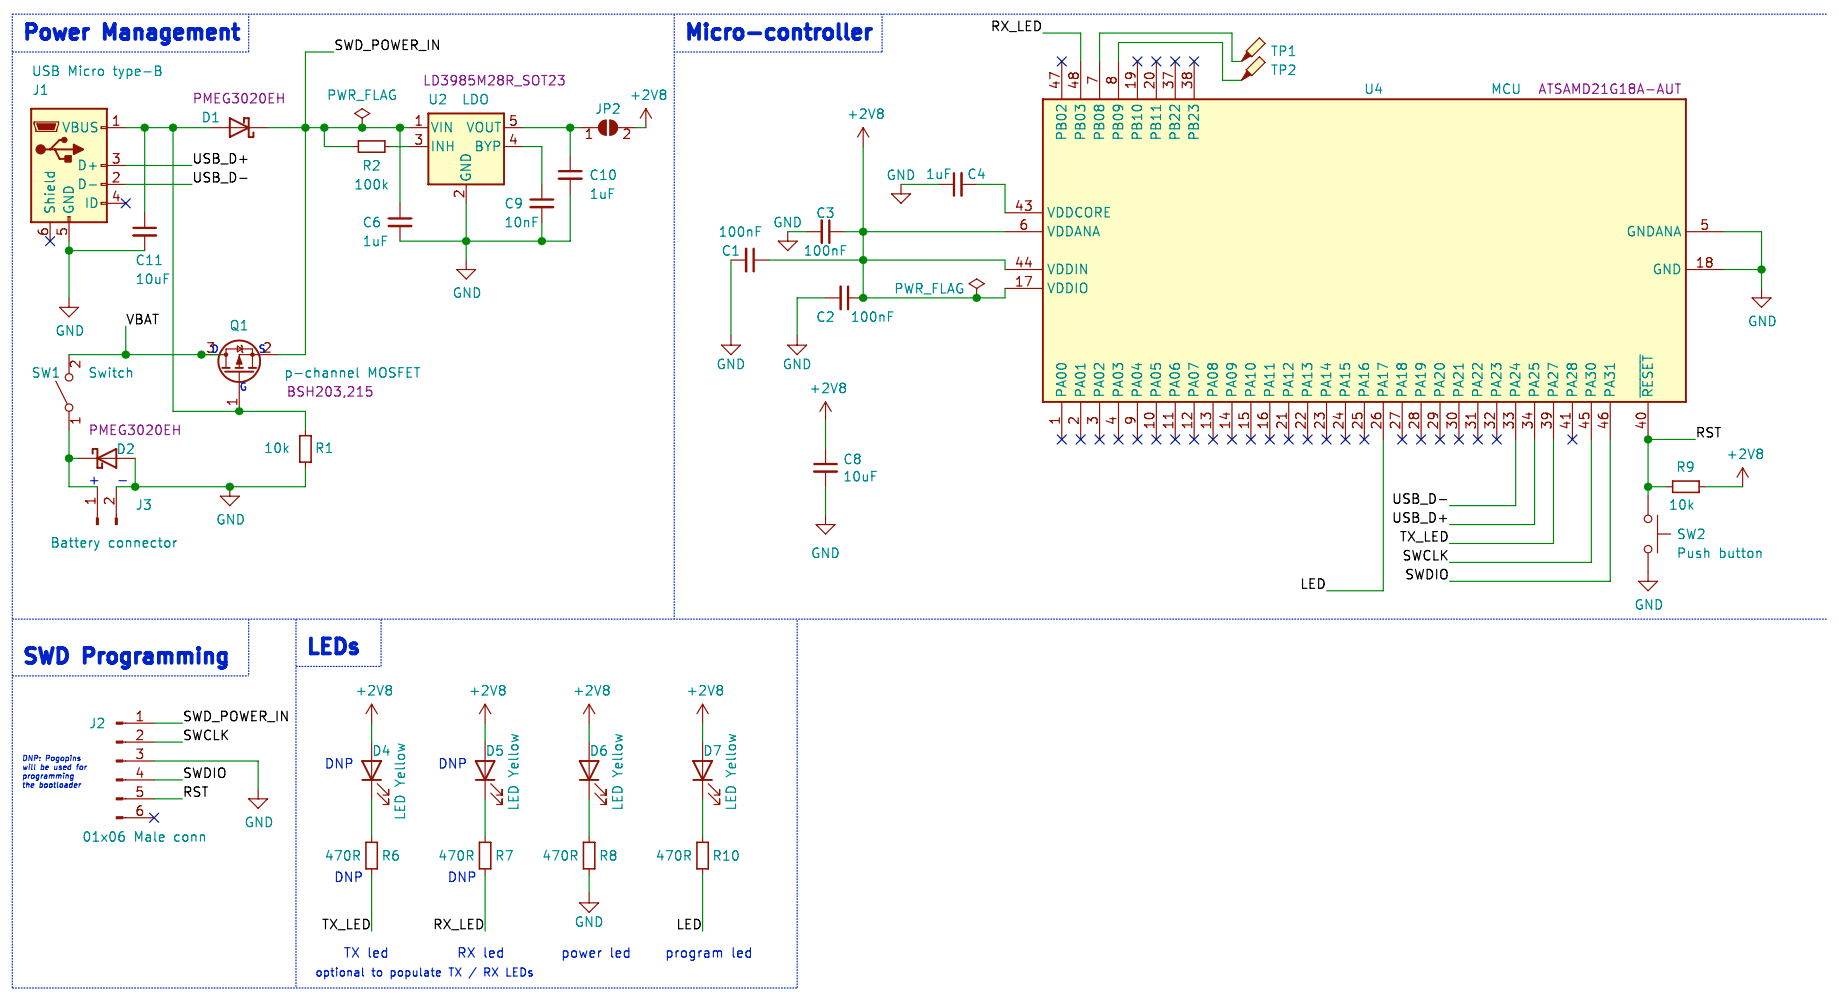 Power Management
SWD_POWER_IN
USB Micro type-B
J1
PMEG3020EH
D1
PWR_FLAG
LD3985M28R_SOT23
U2 LDO
JP2
+2V8
VBUS 1
D+ 3
D- 2
ID 4
Shield
GND
6
5
USB_D+
USB_D-
1 VIN
3 INH
VOUT 5
BYP 4
GND
2
1 2
R2
100k
C6
1uF
C9
10nF
C10
1uF
C11
10uF
GND
GND
VBAT
Q1
3 D
S 2
G
1
p-channel MOSFET
BSH203,215
SW1
Switch
2
1
PMEG3020EH
D2
10k R1
+ -
1
2
J3
GND
Battery connector
Micro-controller
RX_LED
TP1
TP2
47
48
7
8
19
20
37
38
PB02
PB03
PB08
PB09
PB10
PB11
PB22
PB23
U4
MCU
ATSAMD21G18A-AUT
+2V8
GND
1uF C4
43 VDDCORE
6 VDDANA
44 VDDIN
17 VDDIO
GND C3
100nF
100nF
C1
PWR_FLAG
C2 100nF
GND
GND
GNDANA 5
GND 18
GND
+2V8
C8
10uF
GND
PA00
PA01
PA02
PA03
PA04
PA05
PA06
PA07
PA08
PA09
PA10
PA11
PA12
PA13
PA14
PA15
PA16
PA17
PA18
PA19
PA20
PA21
PA22
PA23
PA24
PA25
PA27
PA28
PA30
PA31
RESET
1
2
3
4
9
10
11
12
13
14
15
16
21
22
23
24
25
26
27
28
29
30
31
32
33
34
39
41
45
46
40
RST
+2V8
R9
10k
SW2
Push button
GND
USB_D-
USB_D+
TX_LED
SWCLK
SWDIO
LED
SWD Programming
J2
1 SWD_POWER_IN
2 SWCLK
3
4 SWDIO
5 RST
6
GND
DNP: Pogopins
will be used for
programming
the bootloader
01x06 Male conn
LEDs
+2V8
+2V8
+2V8
+2V8
D4
LED Yellow
DNP
D5
LED Yellow
DNP
D6
LED Yellow
D7
LED Yellow
470R R6
DNP
470R R7
DNP
470R R8
470R R10
TX_LED
RX_LED
GND
LED
TX led
RX led
power led
program led
optional to populate TX / RX LEDs